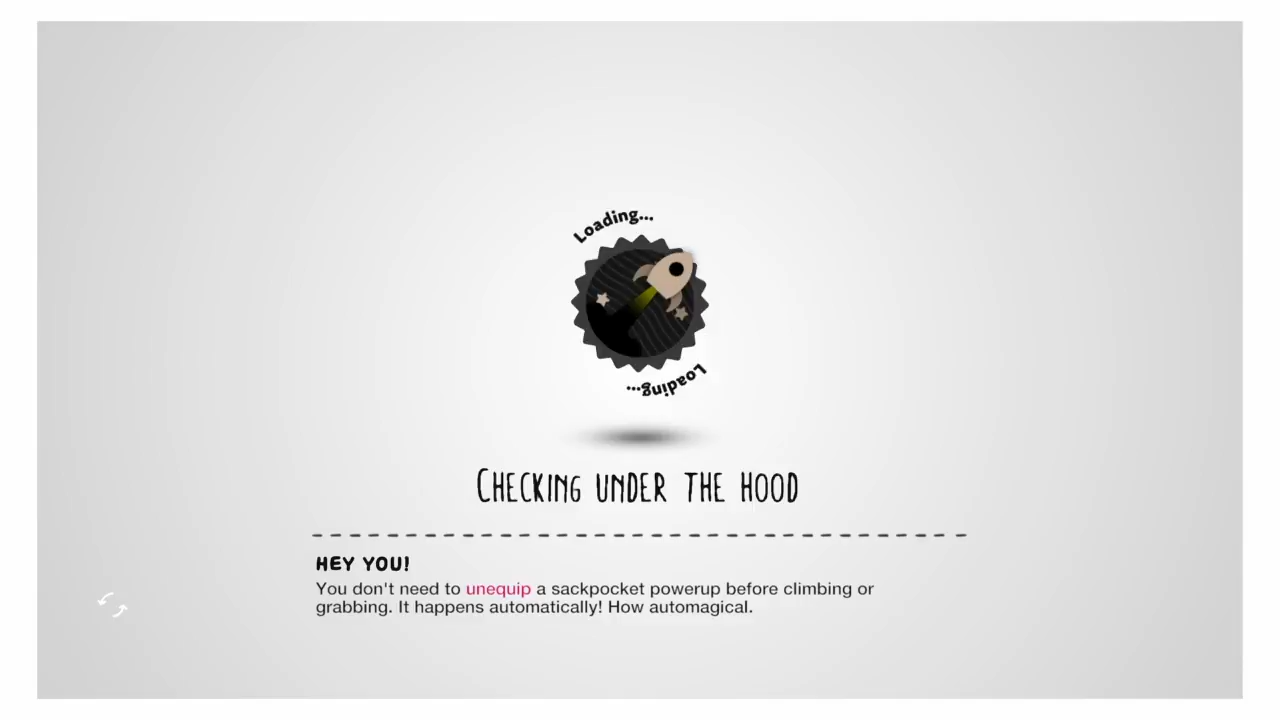 Loading...
Loading...
CHECKING UNDER THE HOOD
HEY YOU!
You don't need to unequip a sackpocket powerup before climbing or
grabbing. It happens automatically! How automagical.